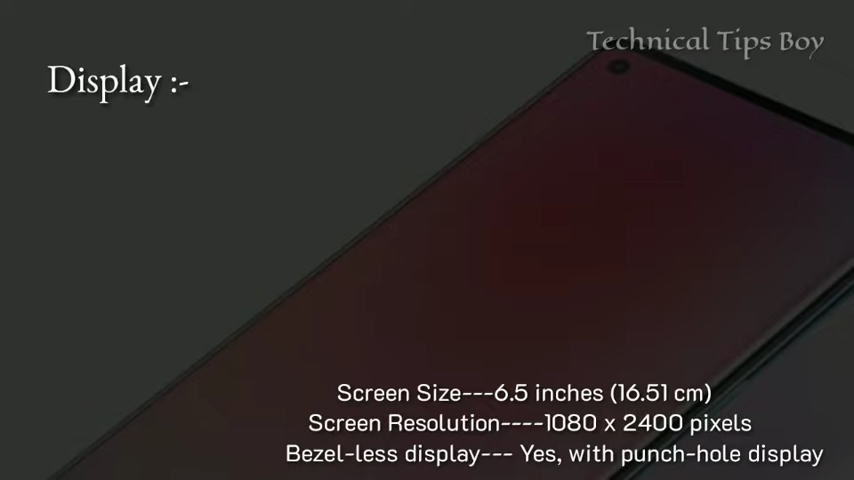 Technical Tips Boy
Display :-
Screen Size---6.5 inches (16.51 cm)
Screen Resolution----1080 x 2400 pixels
Bezel-less display--- Yes, with punch-hole display